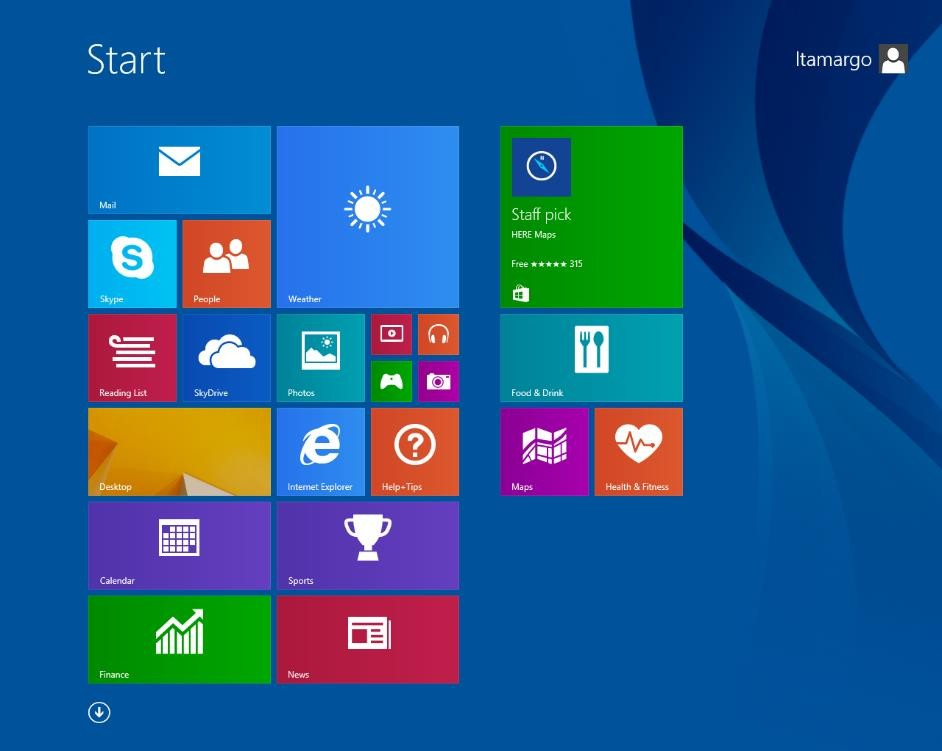 Start
ltamargo
Mail
Skype
People
Weather
Reading List
SkyDrive
Photos
Desktop
Internet Explorer
Help+Tips
Calendar
Sports
Finance
News
Staff pick
HERE Maps
Free ★★★★★ 315
Food & Drink
Maps
Health & Fitness